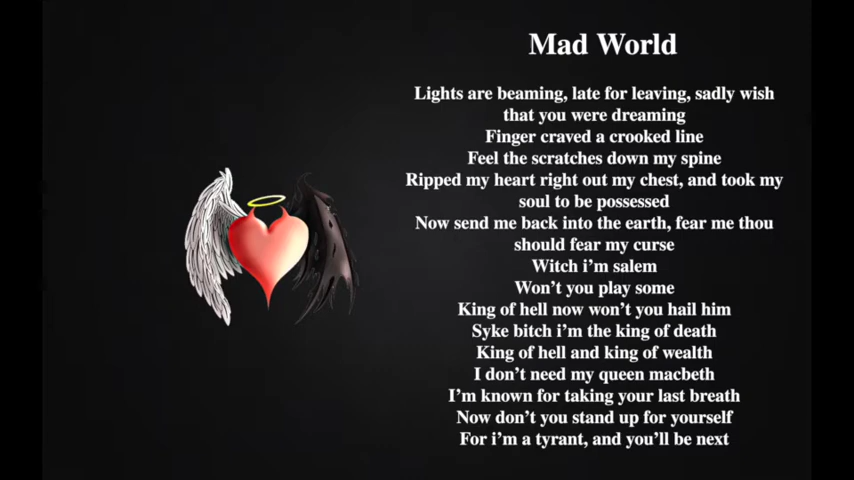 Mad World
Lights are beaming, late for leaving, sadly wish
that you were dreaming
Finger craved a crooked line
Feel the scratches down my spine
Ripped my heart right out my chest, and took my
soul to be possessed
Now send me back into the earth, fear me thou
should fear my curse
Witch i'm salem
Won't you play some
King of hell now won't you hail him
Syke bitch i'm the king of death
King of hell and king of wealth
I don't need my queen macbeth
I'm known for taking your last breath
Now don't you stand up for yourself
For i'm a tyrant, and you'll be next